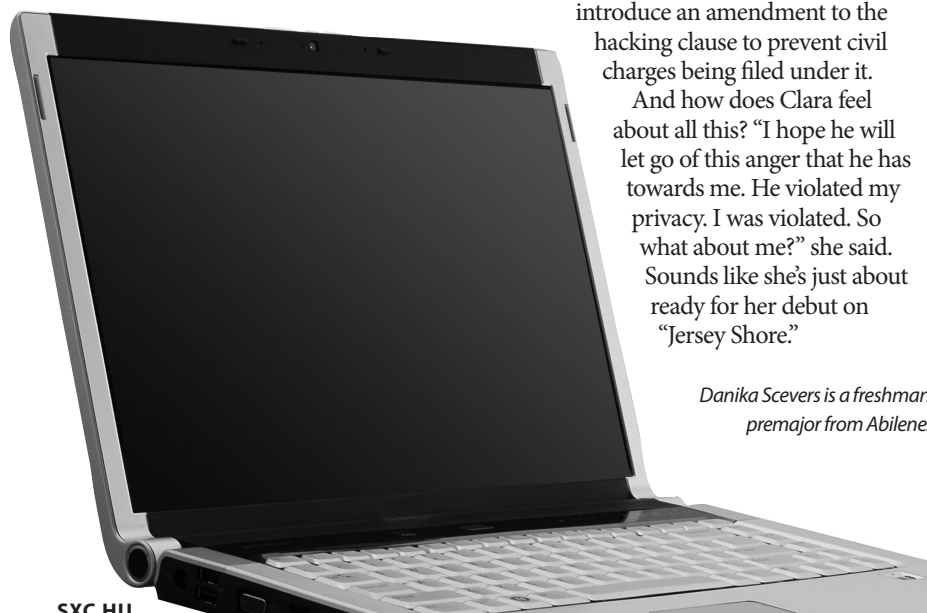 introduce an amendment to the
hacking clause to prevent civil
charges being filed under it.
And how does Clara feel
about all this? “I hope he will
let go of this anger that he has
towards me. He violated my
privacy. I was violated. So
what about me?” she said.
Sounds like she’s just about
ready for her debut on
“Jersey Shore.”
Danika Scevers is a freshman
premajor from Abilene.
SXC.HU